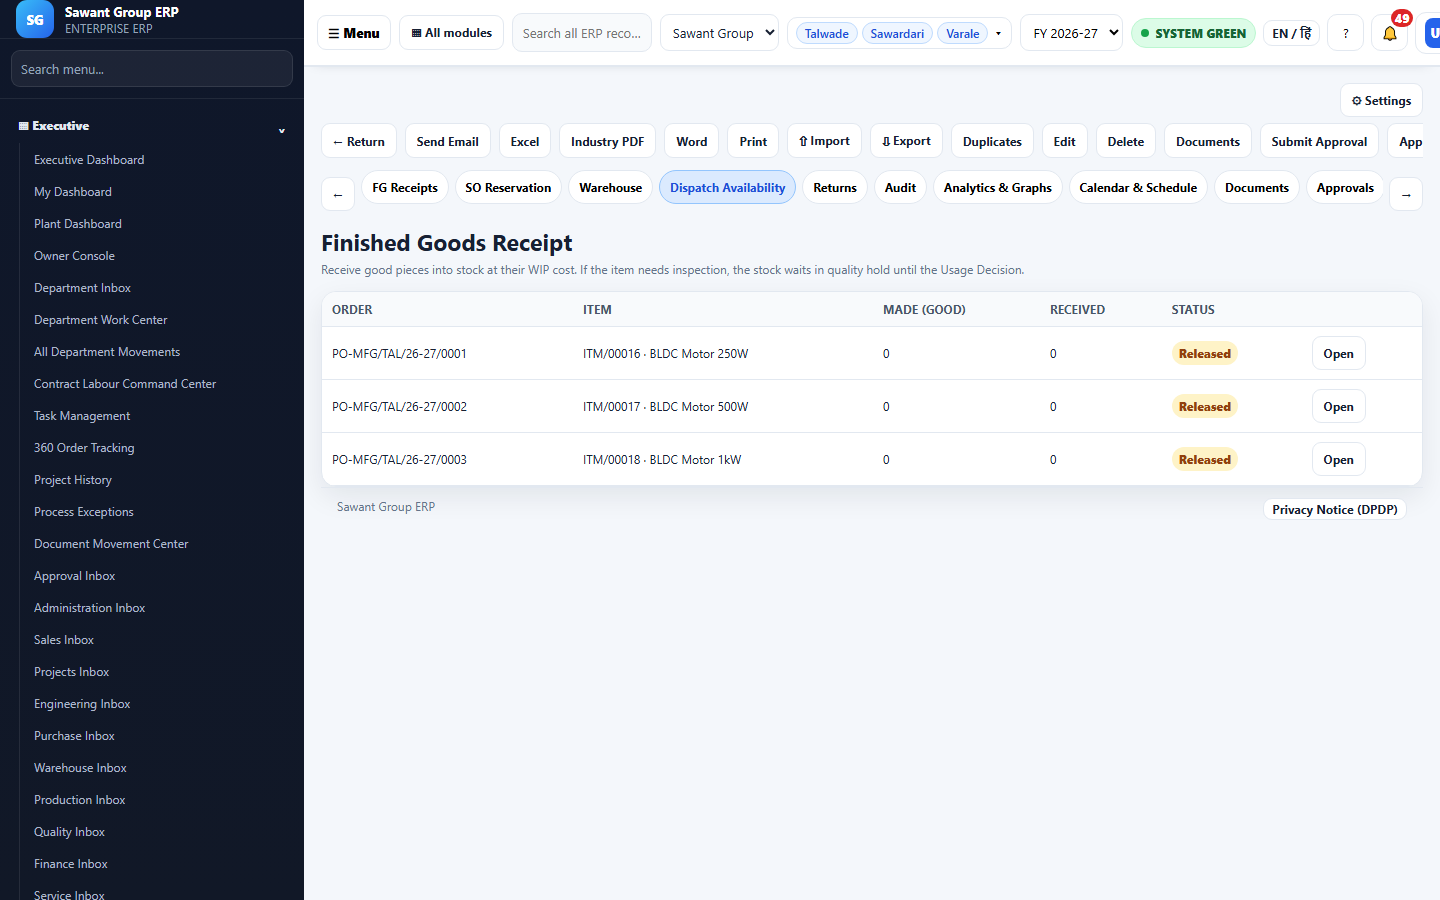 SG
Sawant Group ERP
ENTERPRISE ERP
Search menu...
Executive
Executive Dashboard
My Dashboard
Plant Dashboard
Owner Console
Department Inbox
Department Work Center
All Department Movements
Contract Labour Command Center
Task Management
360 Order Tracking
Project History
Process Exceptions
Document Movement Center
Approval Inbox
Administration Inbox
Sales Inbox
Projects Inbox
Engineering Inbox
Purchase Inbox
Warehouse Inbox
Production Inbox
Quality Inbox
Finance Inbox
Service Inbox
☰ Menu
All modules
Search all ERP reco...
Sawant Group
Talwade
Sawardari
Varale
FY 2026-27
SYSTEM GREEN
EN / हिं
?
49
U
⚙ Settings
← Return
Send Email
Excel
Industry PDF
Word
Print
⇧ Import
⇩ Export
Duplicates
Edit
Delete
Documents
Submit Approval
App
←
FG Receipts
SO Reservation
Warehouse
Dispatch Availability
Returns
Audit
Analytics & Graphs
Calendar & Schedule
Documents
Approvals
→
Finished Goods Receipt
Receive good pieces into stock at their WIP cost. If the item needs inspection, the stock waits in quality hold until the Usage Decision.
ORDER ITEM MADE (GOOD) RECEIVED STATUS
PO-MFG/TAL/26-27/0001 ITM/00016 · BLDC Motor 250W 0 0 Released Open
PO-MFG/TAL/26-27/0002 ITM/00017 · BLDC Motor 500W 0 0 Released Open
PO-MFG/TAL/26-27/0003 ITM/00018 · BLDC Motor 1kW 0 0 Released Open
Sawant Group ERP
Privacy Notice (DPDP)